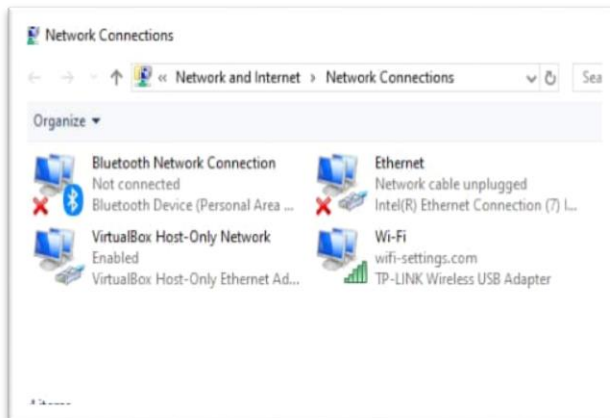 Network Connections
« Network and Internet › Network Connections
Sea
Organize
Bluetooth Network Connection
Not connected
Bluetooth Device (Personal Area ...
Ethernet
Network cable unplugged
Intel(R) Ethernet Connection (7) I...
VirtualBox Host-Only Network
Enabled
VirtualBox Host-Only Ethernet Ad...
Wi-Fi
wifi-settings.com
TP-LINK Wireless USB Adapter